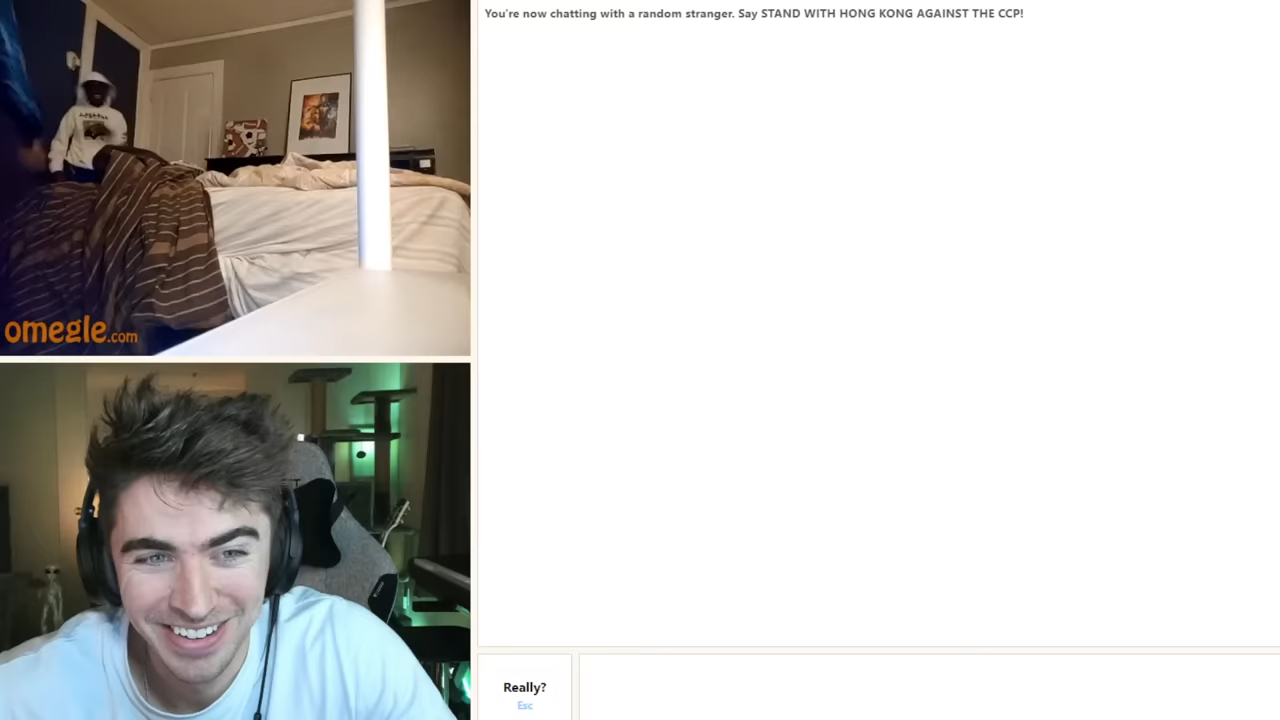 You're now chatting with a random stranger. Say STAND WITH HONG KONG AGAINST THE CCP!
omegle.com
Really?
Esc